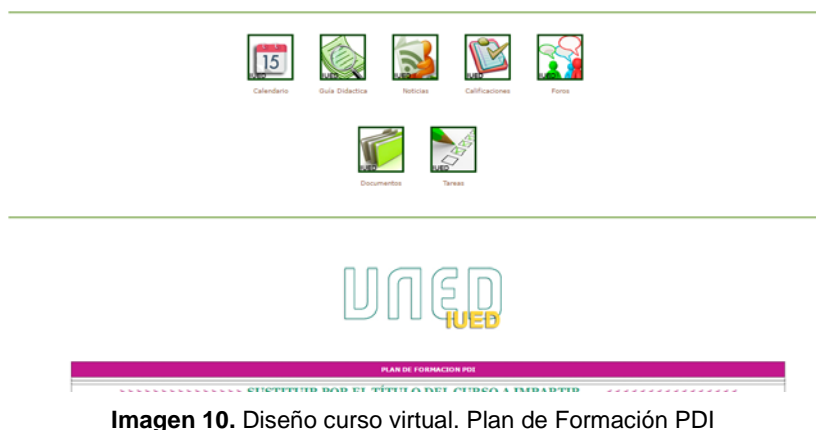 15
IUED IUED IUED IUED IUED
Calendario Guía Didactica Noticias Calificaciones Foros
IUED IUED
Documentos Tareas
UNED
IUED
PLAN DE FORMACION PDI
>>>>>>>>>>>>>>> SUSTITUIR POR EL TÍTULO DEL CURSO A IMPARTIR <<<<<<<<<<<<<<<
Imagen 10. Diseño curso virtual. Plan de Formación PDI